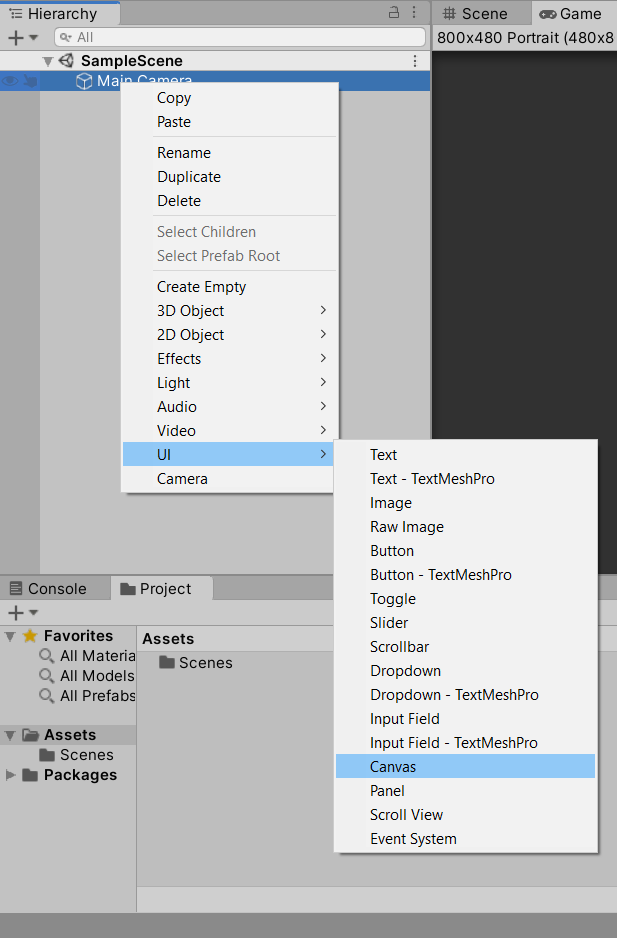 Hierarchy
All
SampleScene
Main Camera
Copy
Paste
Rename
Duplicate
Delete
Select Children
Select Prefab Root
Create Empty
3D Object
2D Object
Effects
Light
Audio
Video
UI
Camera
Text
Text - TextMeshPro
Image
Raw Image
Button
Button - TextMeshPro
Toggle
Slider
Scrollbar
Dropdown
Dropdown - TextMeshPro
Input Field
Input Field - TextMeshPro
Canvas
Panel
Scroll View
Event System
Scene Game
800x480 Portrait (480x8
Console Project
Favorites
All Materia
All Models
All Prefabs
Assets
Scenes
Packages
Assets
Scenes